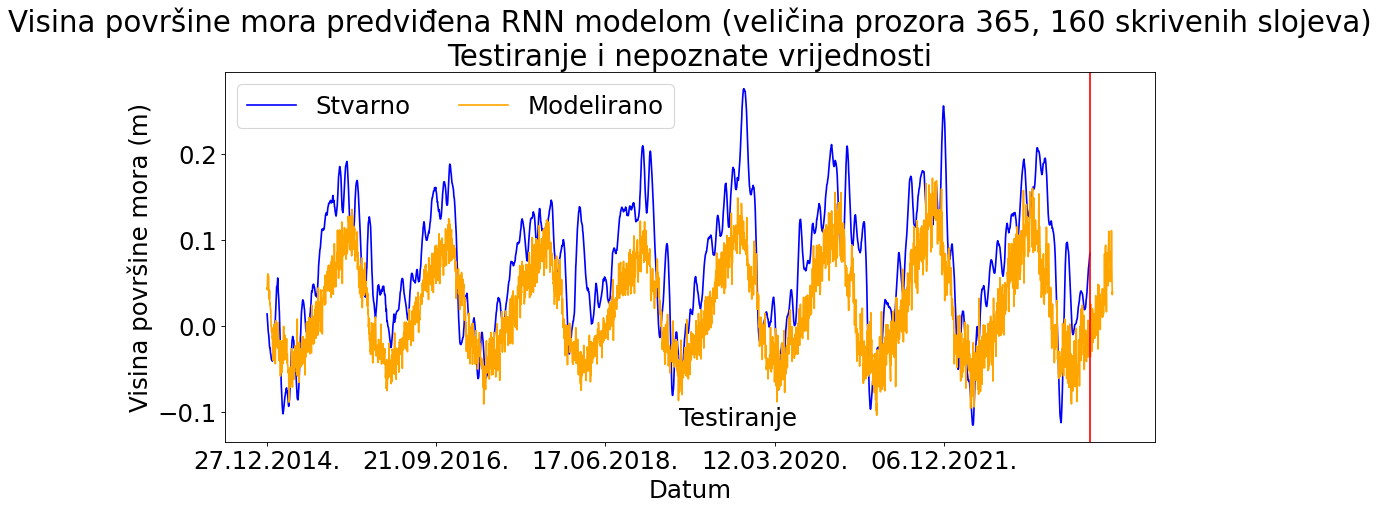 Visina površine mora predviđena RNN modelom (veličina prozora 365, 160 skrivenih slojeva)
Testiranje i nepoznate vrijednosti
Stvarno Modelirano
Visina površine mora (m)
0.2
0.1
0.0
−0.1
Testiranje
27.12.2014. 21.09.2016. 17.06.2018. 12.03.2020. 06.12.2021.
Datum